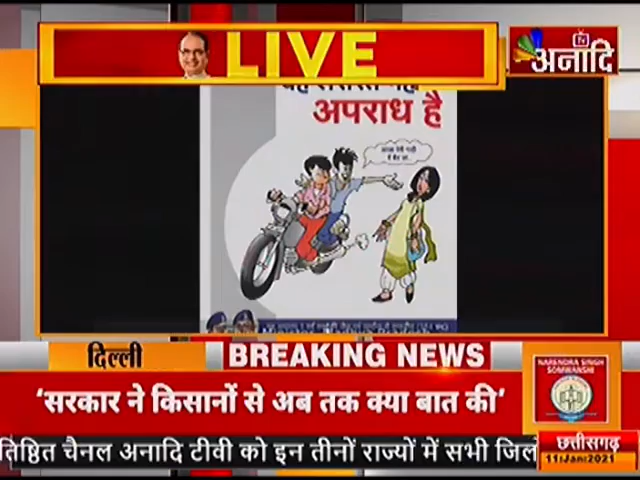 LIVE
tv
अनादि
अपराध है
दिल्ली
BREAKING NEWS
‘सरकार ने किसानों से अब तक क्या बात की’
NARENDRA SINGH
SOMWANSHI
तिष्ठित चैनल अनादि टीवी को इन तीनों राज्यों में सभी जिलो
छत्तीसगढ़
11:Jan:2021